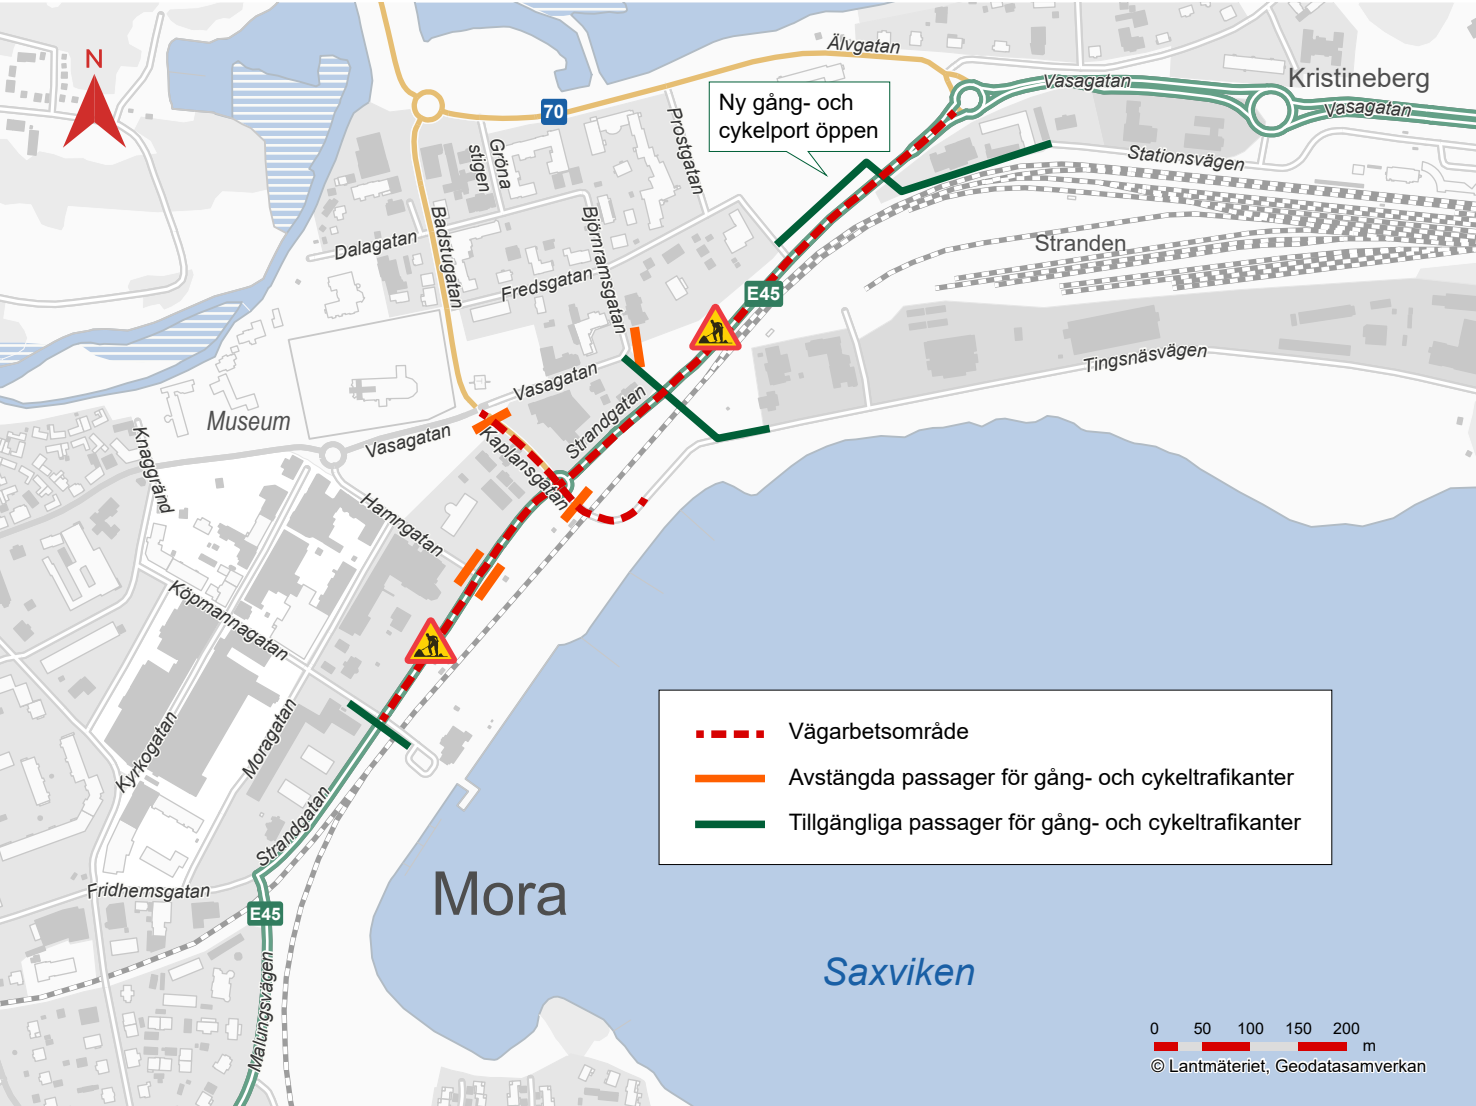 N
Älvgatan
Vasagatan
Kristineberg
Vasagatan
70
Ny gång- och
cykelport öppen
Prostgatan
Gröna
stigen
Stationsvägen
Björnramsgatan
Badstugatan
Dalagatan
Stranden
Fredsgatan
E45
Tingsnäsvägen
Vasagatan
Strandgatan
Museum
Vasagatan
Kaplansgatan
Knaggränd
Hamngatan
Köpmannagatan
Kyrkogatan
Moragatan
Strandgatan
Vägarbetsområde
Avstängda passager för gång- och cykeltrafikanter
Tillgängliga passager för gång- och cykeltrafikanter
Fridhemsgatan
E45
Mora
Malungsvägen
Saxviken
0 50 100 150 200
m
© Lantmäteriet, Geodatasamverkan